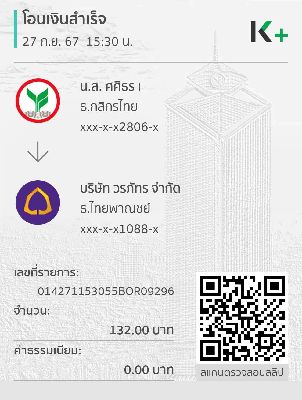 โอนเงินสำเร็จ
27 ก.ย. 67 15:30 น.
K+
น.ส. ศศิธร เ
ธ.กสิกรไทย
xxx-x-x2806-x
บริษัท วรภัทร จำกัด
ธ.ไทยพาณิชย์
xxx-x-x1088-x
เลขที่รายการ:
014271153055BOR09296
จำนวน:
132.00 บาท
ค่าธรรมเนียม:
0.00 บาท
สแกนตรวจสอบสลิป